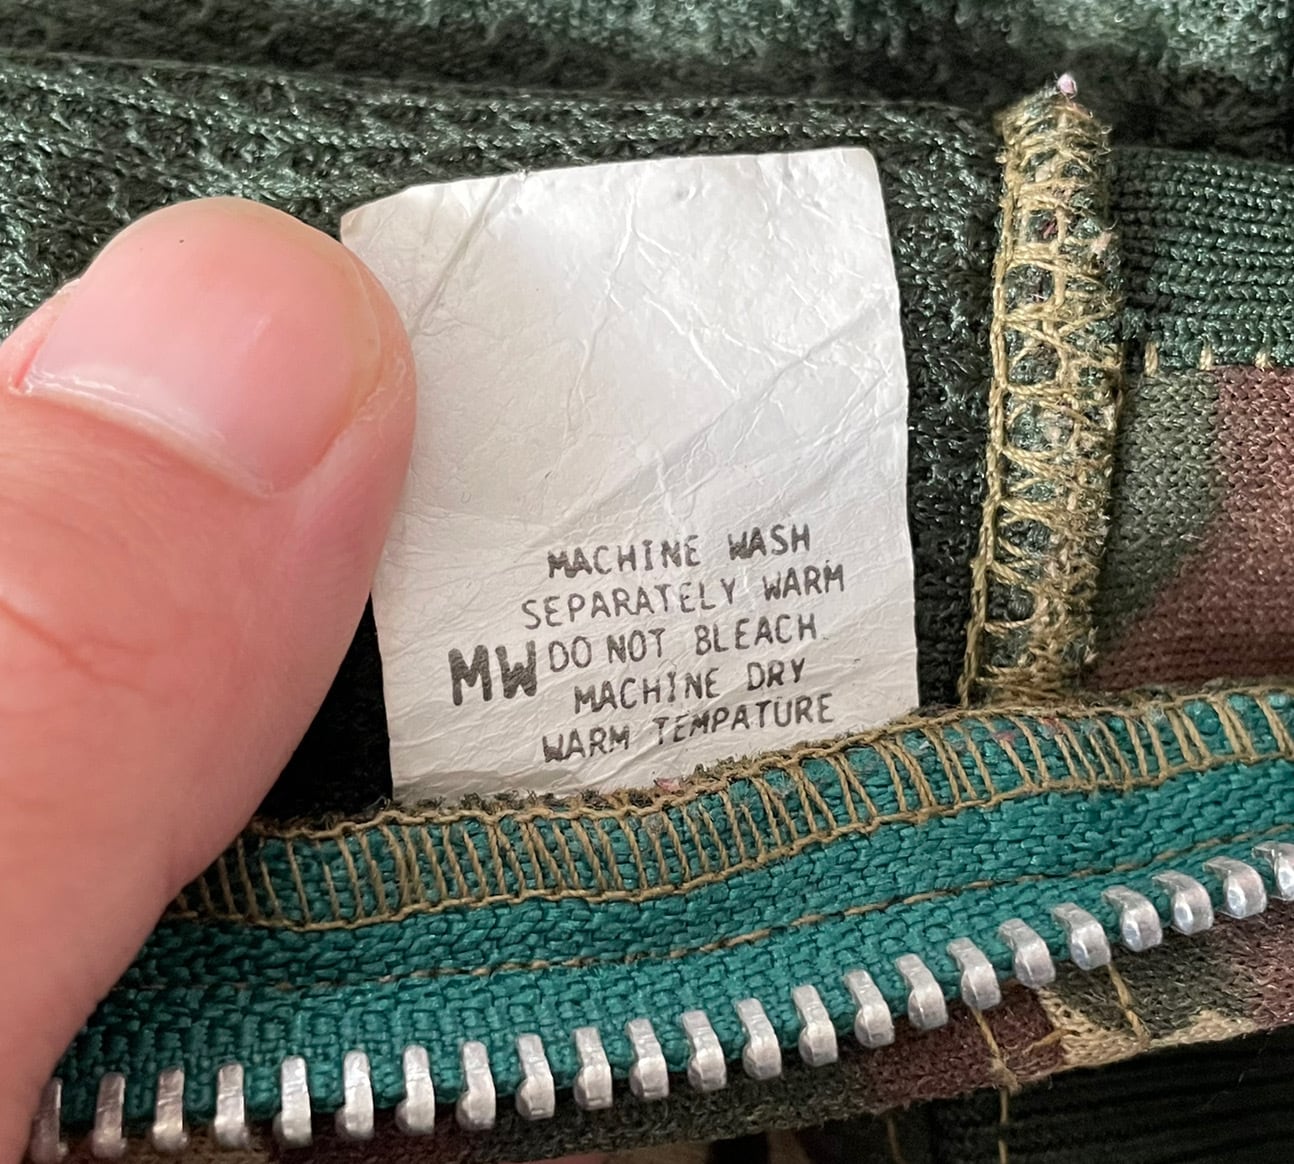 MACHINE WASH
SEPARATELY WARM
MW DO NOT BLEACH.
MACHINE DRY
WARM TEMPATURE